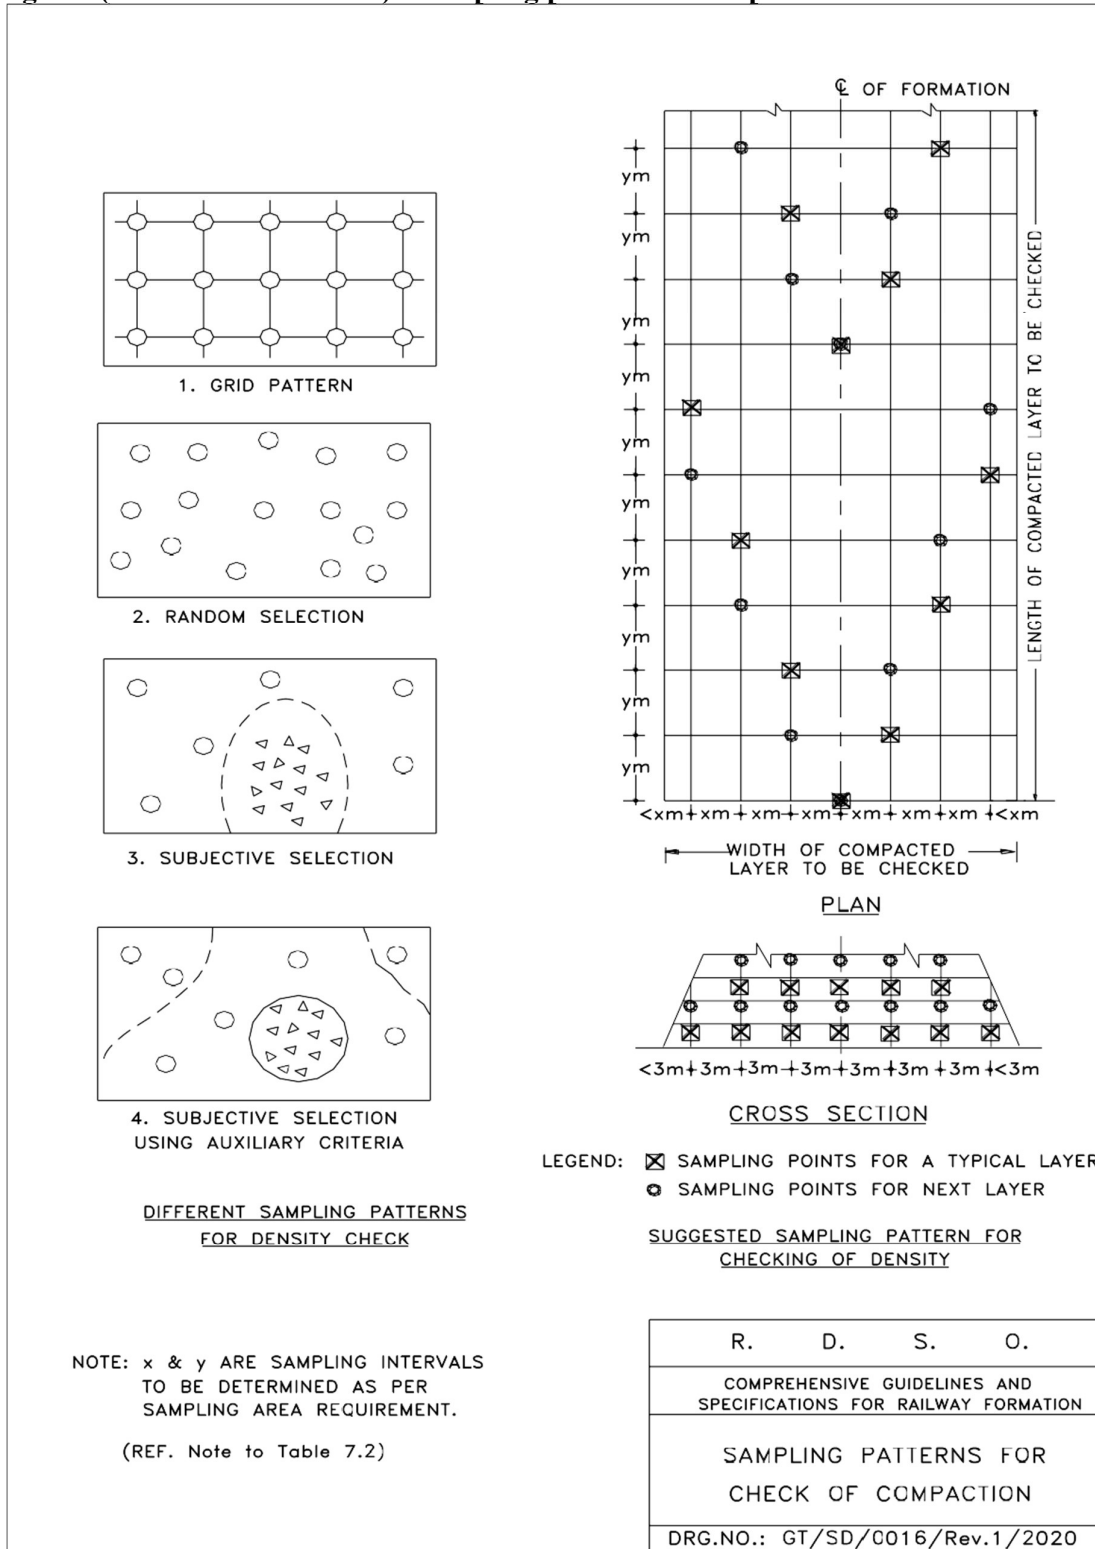 ℄ OF FORMATION
ym
ym
ym
ym
ym
ym
ym
ym
ym
ym
LENGTH OF COMPACTED LAYER TO BE CHECKED
<xm xm xm xm xm xm xm <xm
WIDTH OF COMPACTED
LAYER TO BE CHECKED
PLAN
1. GRID PATTERN
2. RANDOM SELECTION
3. SUBJECTIVE SELECTION
4. SUBJECTIVE SELECTION
USING AUXILIARY CRITERIA
DIFFERENT SAMPLING PATTERNS
FOR DENSITY CHECK
<3m 3m 3m 3m 3m 3m 3m <3m
CROSS SECTION
LEGEND: SAMPLING POINTS FOR A TYPICAL LAYER
SAMPLING POINTS FOR NEXT LAYER
SUGGESTED SAMPLING PATTERN FOR
CHECKING OF DENSITY
NOTE: x & y ARE SAMPLING INTERVALS
TO BE DETERMINED AS PER
SAMPLING AREA REQUIREMENT.
(REF. Note to Table 7.2)
R. D. S. O.
COMPREHENSIVE GUIDELINES AND
SPECIFICATIONS FOR RAILWAY FORMATION
SAMPLING PATTERNS FOR
CHECK OF COMPACTION
DRG.NO.: GT/SD/0016/Rev.1/2020